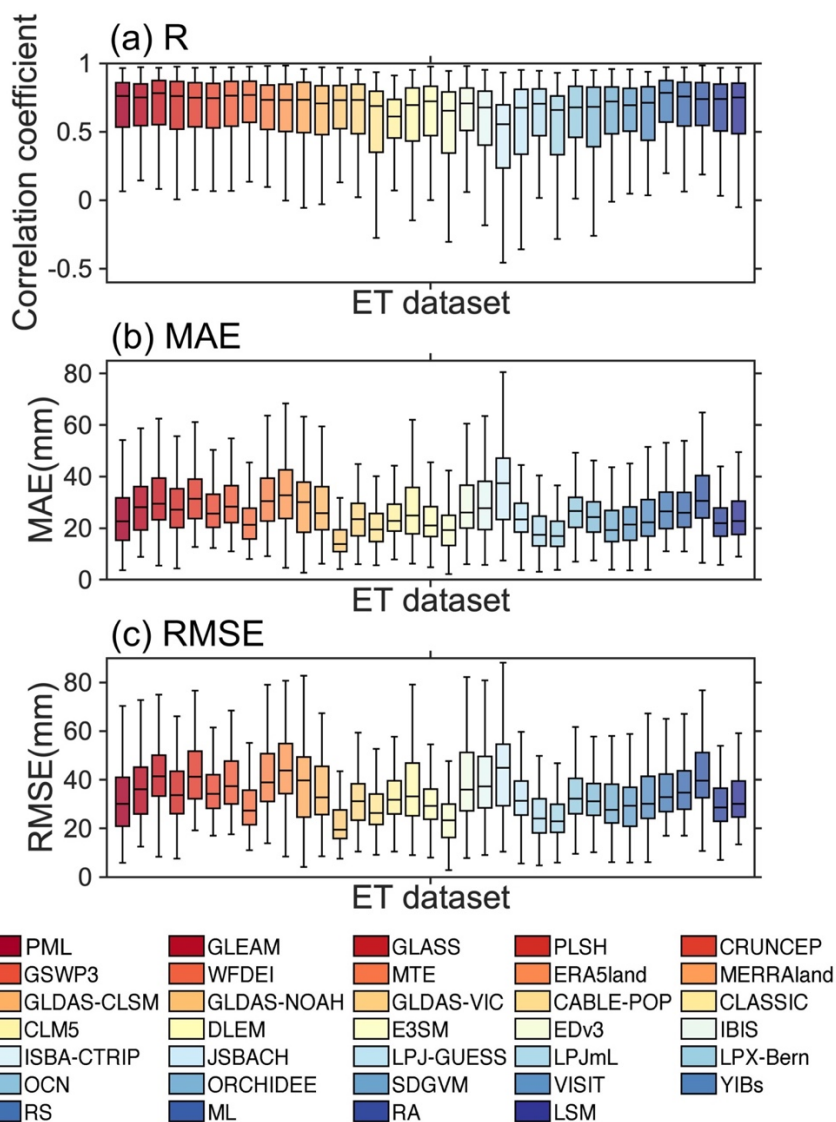 (a) R
Correlation coefficient
1
0.5
0
-0.5
ET dataset
(b) MAE
MAE(mm)
80
60
40
20
0
ET dataset
(c) RMSE
RMSE(mm)
80
60
40
20
0
ET dataset
PML GLEAM GLASS PLSH CRUNCEP
GSWP3 WFDEI MTE ERA5land MERRAland
GLDAS-CLSM GLDAS-NOAH GLDAS-VIC CABLE-POP CLASSIC
CLM5 DLEM E3SM EDv3 IBIS
ISBA-CTRIP JSBACH LPJ-GUESS LPJmL LPX-Bern
OCN ORCHIDEE SDGVM VISIT YIBs
RS ML RA LSM